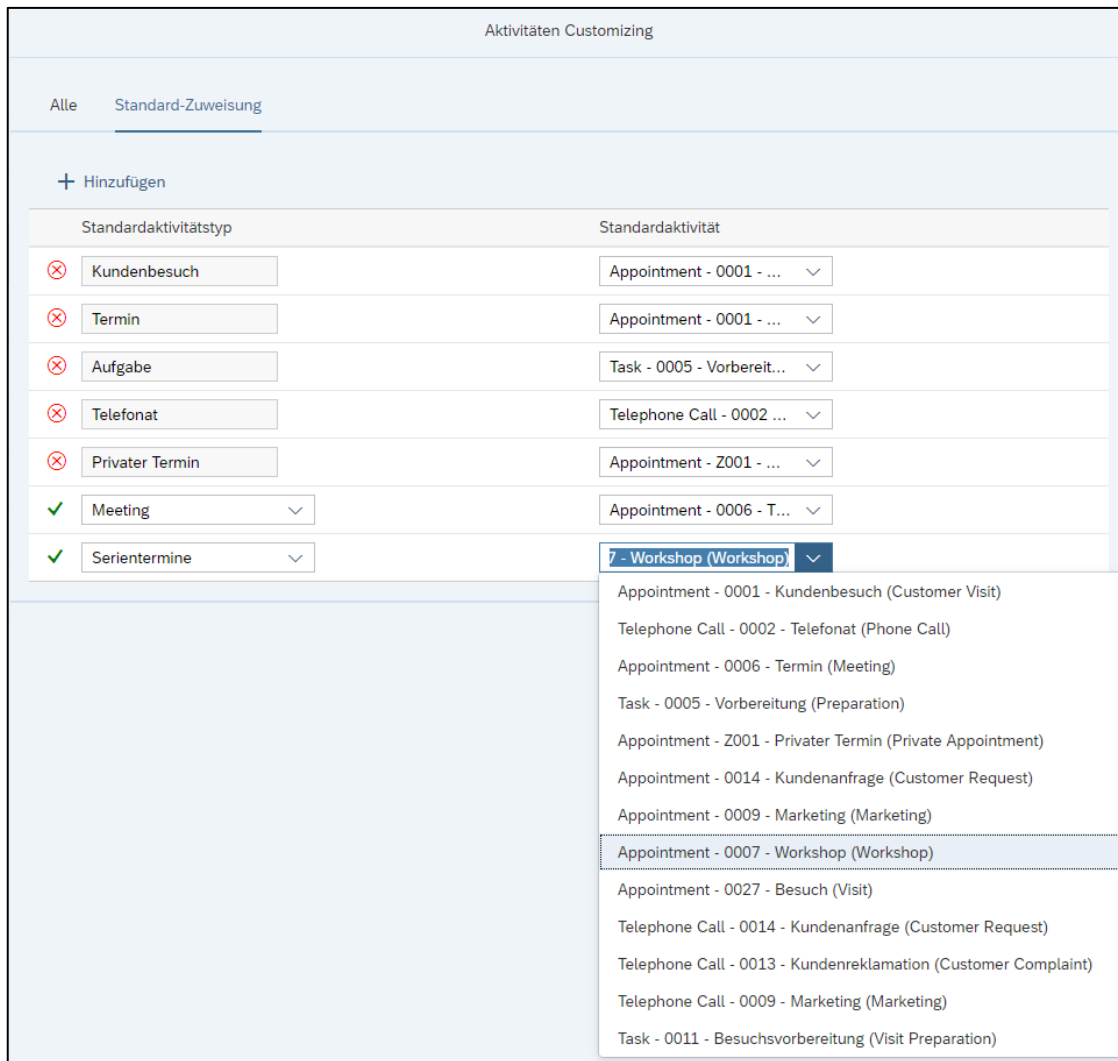 Aktivitäten Customizing
Alle Standard-Zuweisung
+ Hinzufügen
Standardaktivitätstyp Standardaktivität
Kundenbesuch Appointment - 0001 - ...
Termin Appointment - 0001 - ...
Aufgabe Task - 0005 - Vorbereit...
Telefonat Telephone Call - 0002 ...
Privater Termin Appointment - Z001 - ...
Meeting Appointment - 0006 - T...
Serientermine 7 - Workshop (Workshop)
Appointment - 0001 - Kundenbesuch (Customer Visit)
Telephone Call - 0002 - Telefonat (Phone Call)
Appointment - 0006 - Termin (Meeting)
Task - 0005 - Vorbereitung (Preparation)
Appointment - Z001 - Privater Termin (Private Appointment)
Appointment - 0014 - Kundenanfrage (Customer Request)
Appointment - 0009 - Marketing (Marketing)
Appointment - 0007 - Workshop (Workshop)
Appointment - 0027 - Besuch (Visit)
Telephone Call - 0014 - Kundenanfrage (Customer Request)
Telephone Call - 0013 - Kundenreklamation (Customer Complaint)
Telephone Call - 0009 - Marketing (Marketing)
Task - 0011 - Besuchsvorbereitung (Visit Preparation)